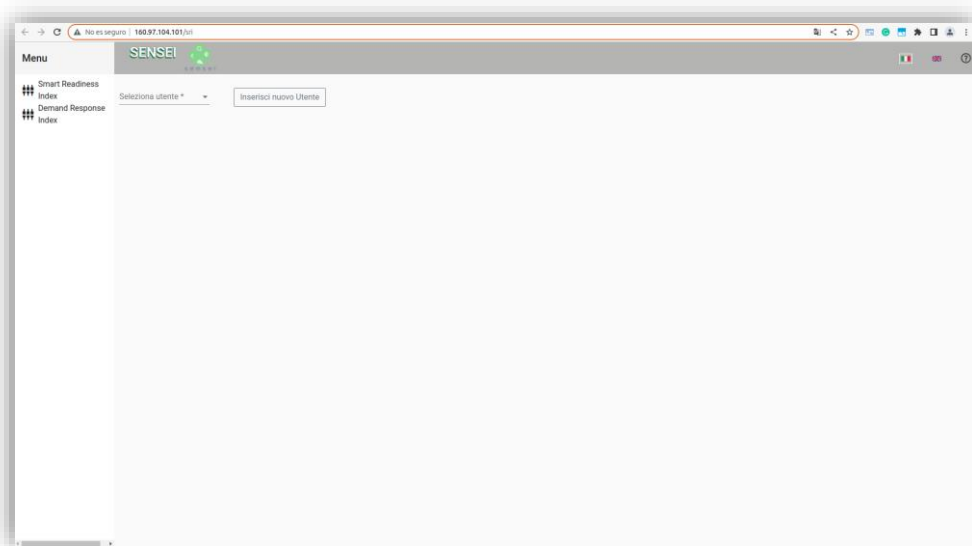 No es seguro | 160.97.104.101/sri
Menu
SENSEI
sensei
Smart Readiness
Index
Demand Response
Index
Seleziona utente *
Inserisci nuovo Utente